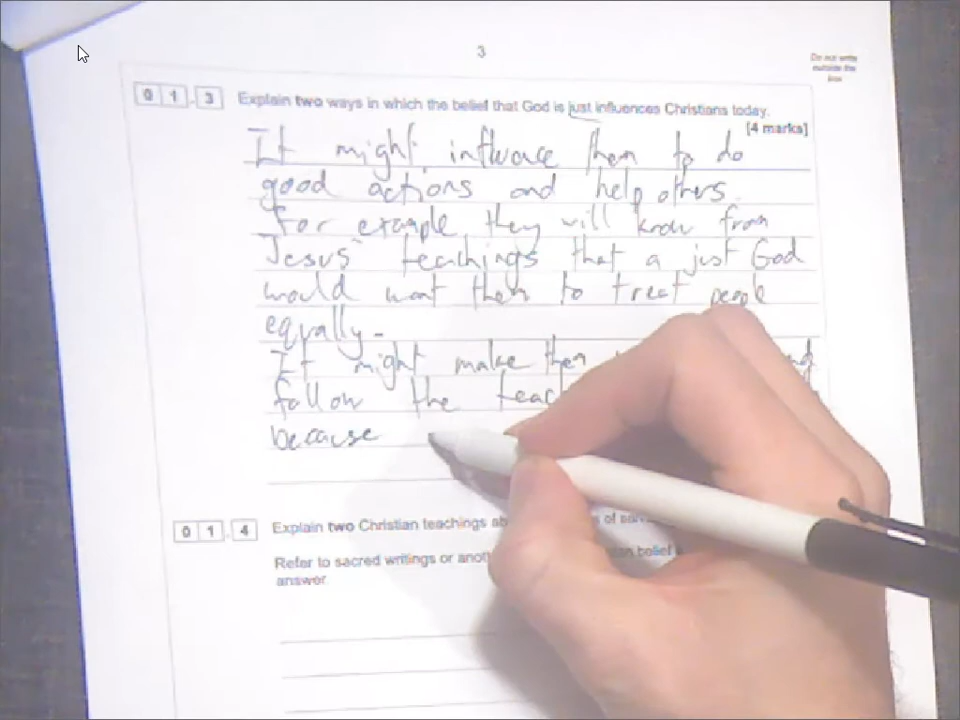 3
Do not write
outside the
box
0 1 . 3 Explain two ways in which the belief that God is just influences Christians today.
[4 marks]
It might influence them to do
good actions and help others.
For example they will know from
Jesus' teachings that a just God
would want them to treat people
equally.
It might make them
follow the
because
0 1 . 4 Explain two Christian teachings
Refer to sacred writings or belief
answer